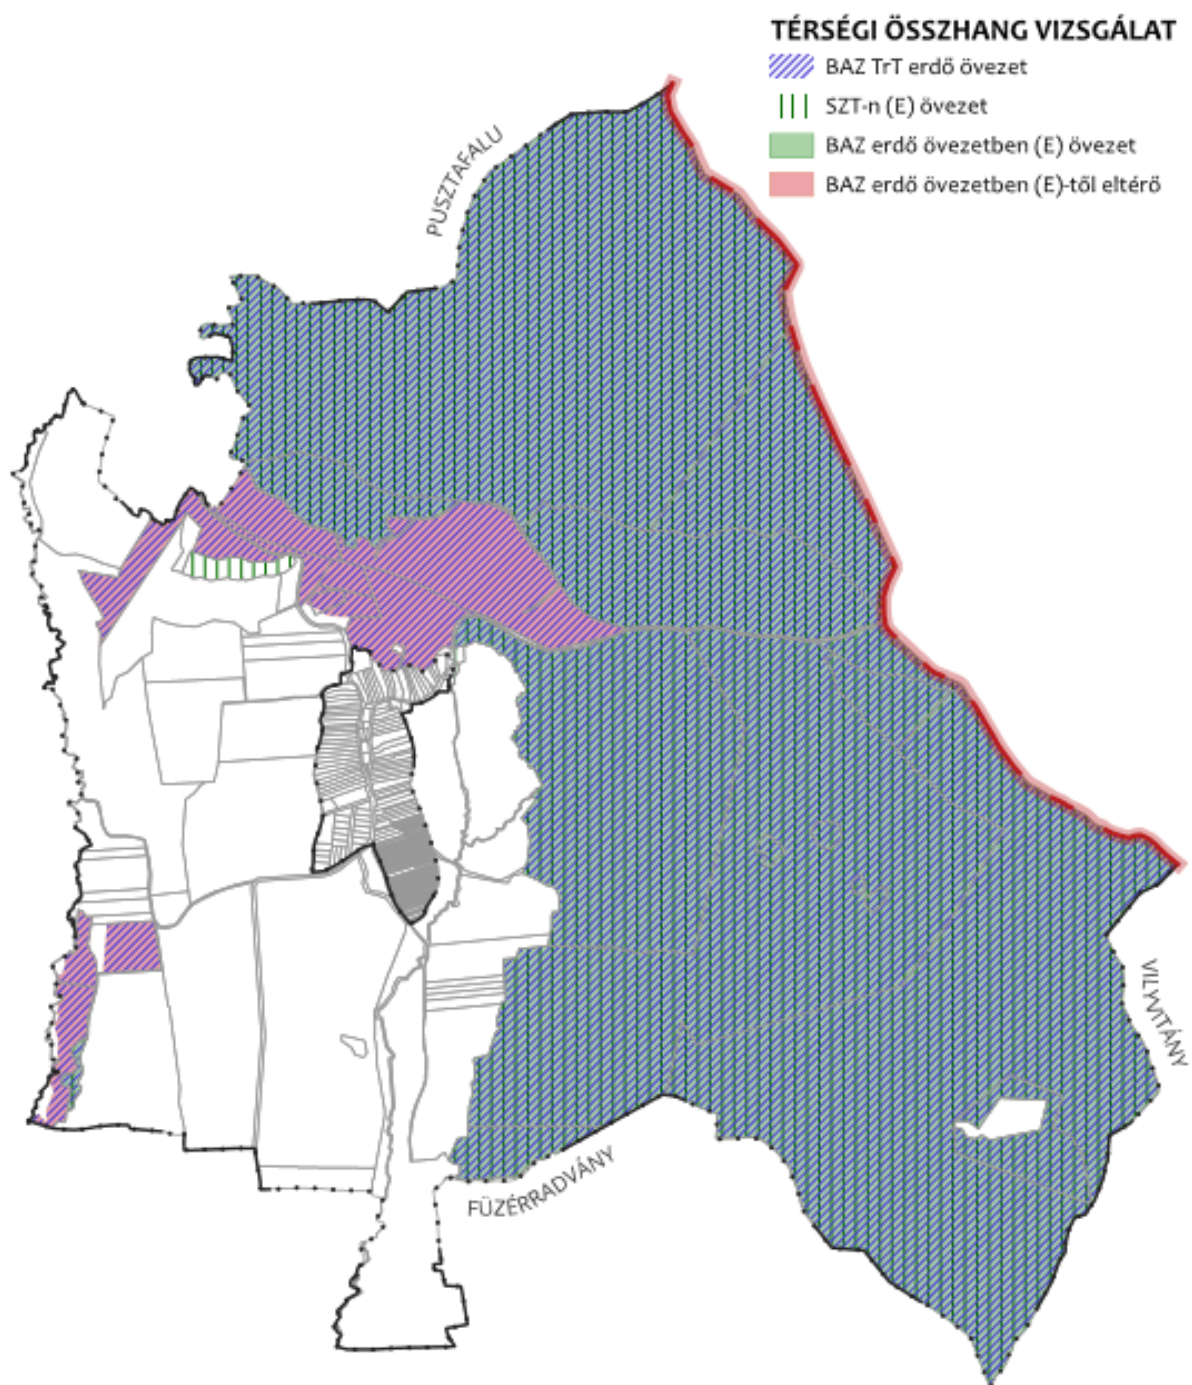 TÉRSÉGI ÖSSZHANG VIZSGÁLAT
BAZ TrT erdő övezet
SZT-n (E) övezet
BAZ erdő övezetben (E) övezet
BAZ erdő övezetben (E)-től eltérő
PUSZTAFALU
VILYVITÁNY
FÜZÉRRADVÁNY